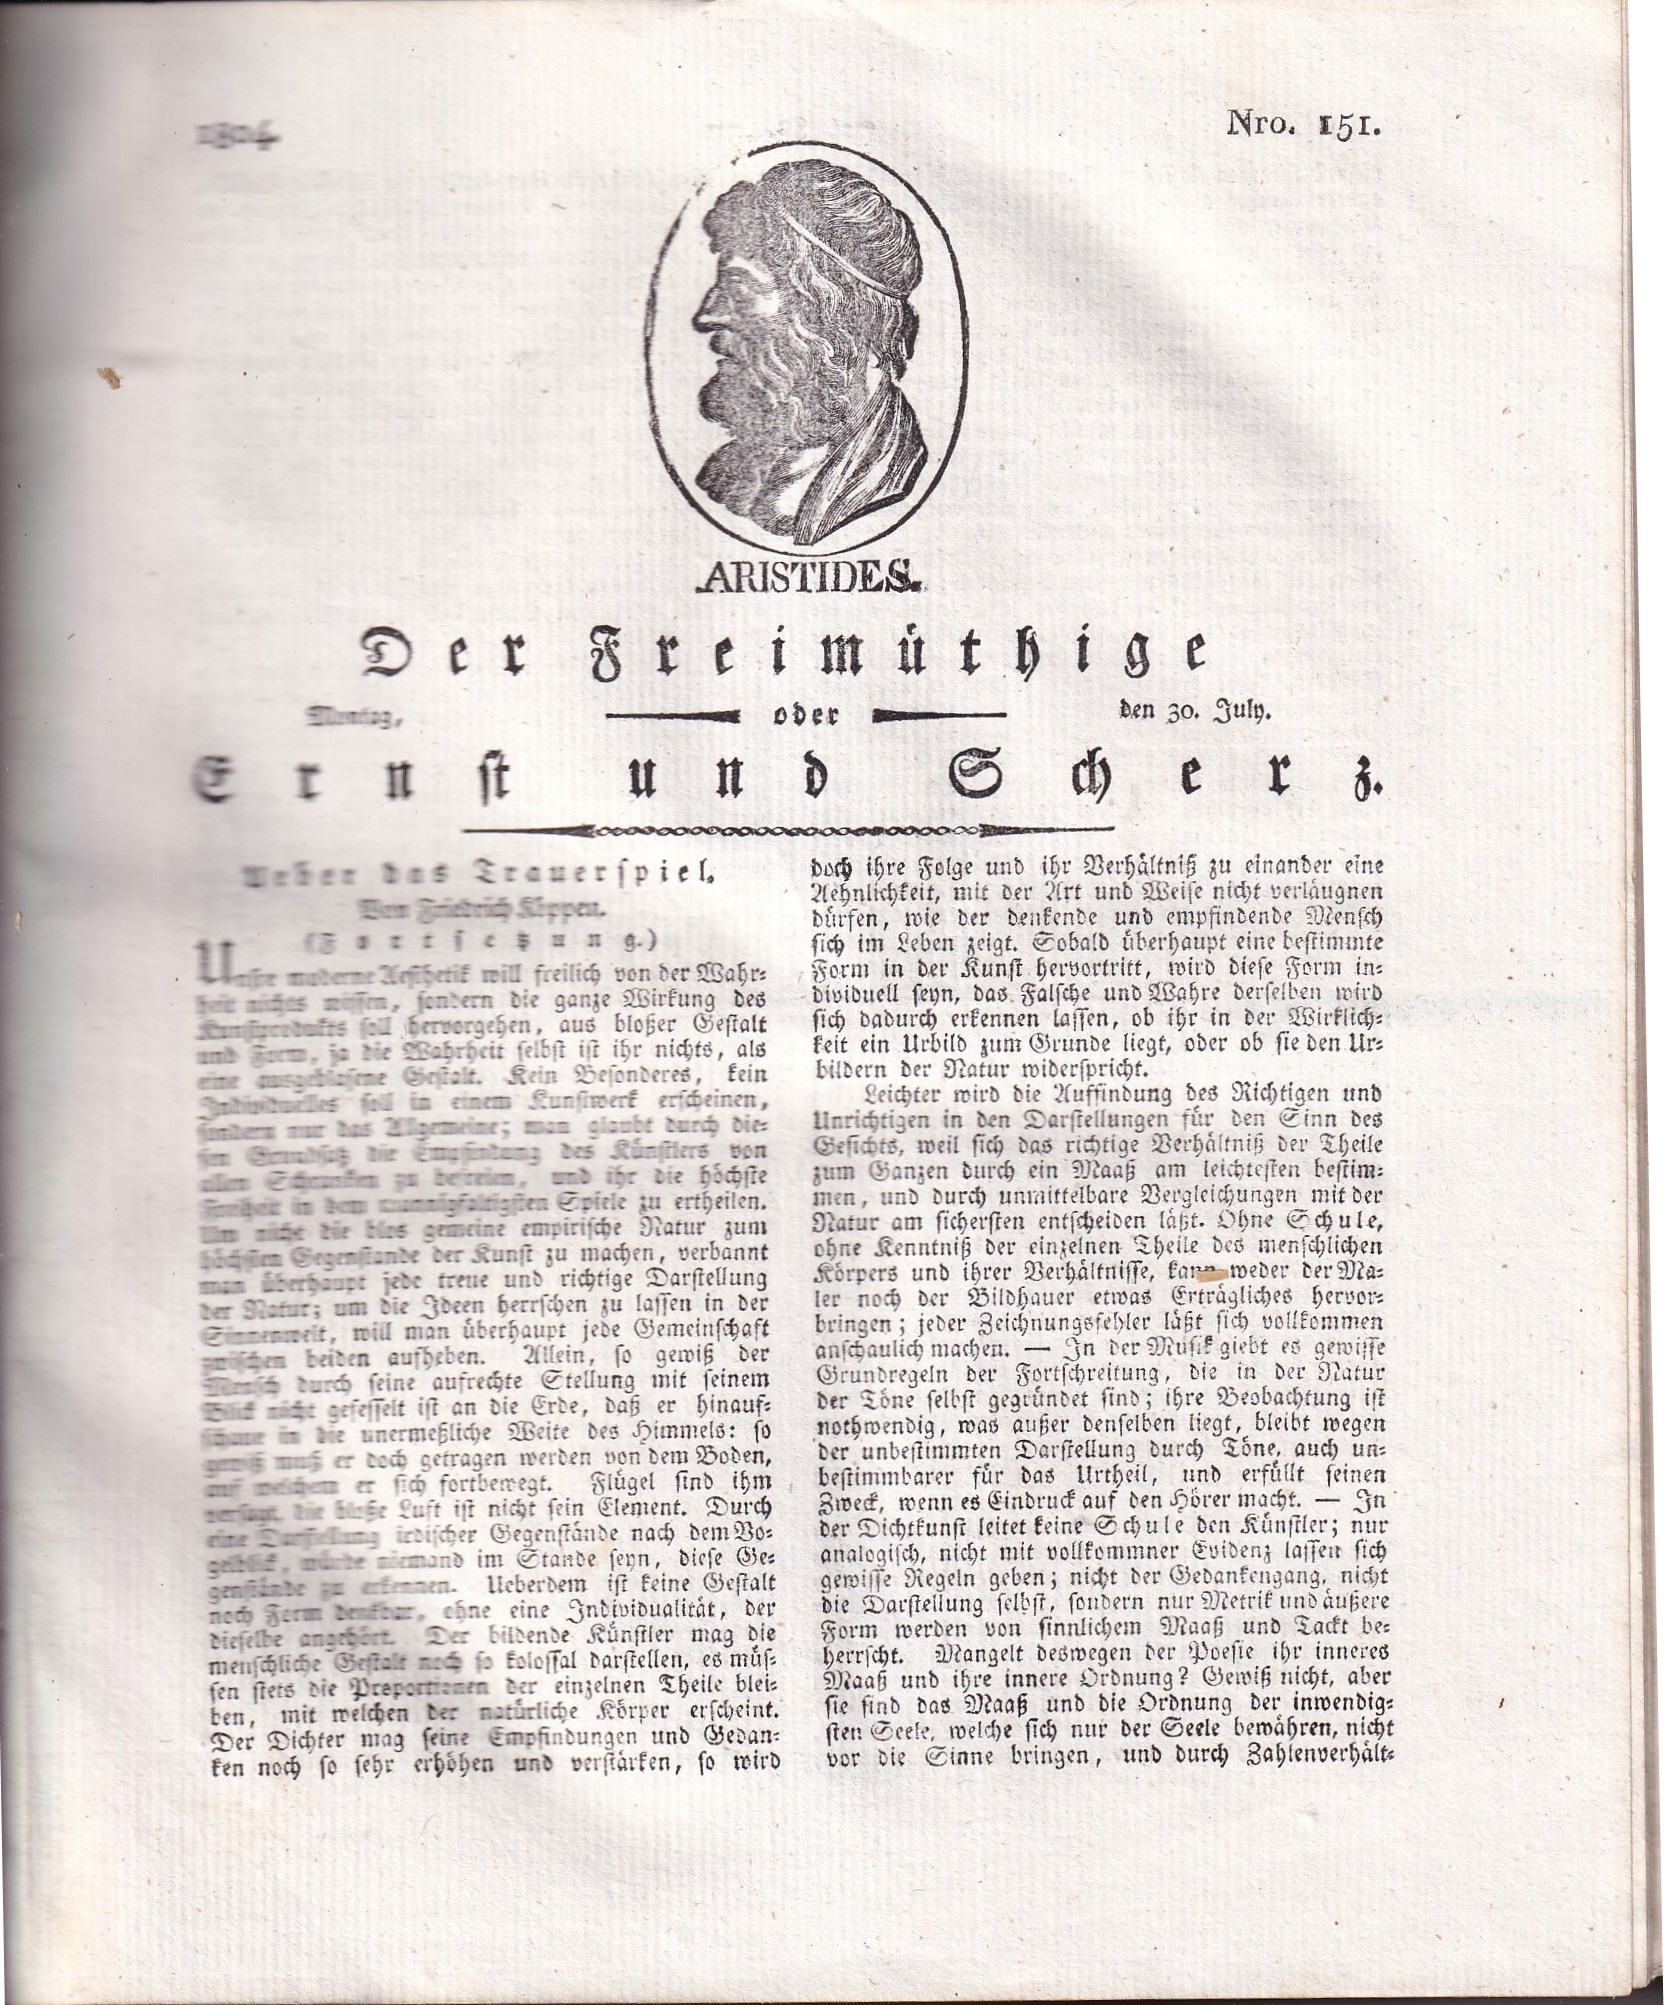 1804
Nro. 151.
ARISTIDES.
Der Freimüthige
Montag,
oder
den 30. July.
Ernst und Scherz.
Ueber das Trauerspiel.
Von Friedrich Köppen.
(Fortsetzung.)
Unsre moderne Aesthetik will freilich von der Wahr-
heit nichts wissen, sondern die ganze Wirkung des
Kunstprodukts soll hervorgehen, aus bloßer Gestalt
und Form, ja die Wahrheit selbst ist ihr nichts, als
eine ausgeblasene Gestalt. Kein Besonderes, kein
Individuelles soll in einem Kunstwerk erscheinen,
sondern nur das Allgemeine; man glaubt durch die-
sen Grundsatz die Empfindung des Künstlers von
allen Schranken zu befreien, und ihr die höchste
Freiheit in dem mannigfaltigsten Spiele zu ertheilen.
Um nicht die blos gemeine empirische Natur zum
höchsten Gegenstande der Kunst zu machen, verbannt
man überhaupt jede treue und richtige Darstellung
der Natur; um die Ideen herrschen zu lassen in der
Sinnenwelt, will man überhaupt jede Gemeinschaft
zwischen beiden aufheben. Allein, so gewiß der
Mensch durch seine aufrechte Stellung mit seinem
Blick nicht gefesselt ist an die Erde, daß er hinauf-
schaue in die unermeßliche Weite des Himmels: so
gewiß muß er doch getragen werden von dem Boden,
auf welchem er sich fortbewegt. Flügel sind ihm
versagt, die bloße Luft ist nicht sein Element. Durch
eine Darstellung irdischer Gegenstände nach dem Vo-
gelblick, würde niemand im Stande seyn, diese Ge-
genstände zu erkennen. Ueberdem ist keine Gestalt
noch Form denkbar, ohne eine Individualität, der
dieselbe angehört. Der bildende Künstler mag die
menschliche Gestalt noch so kolossal darstellen, es müs-
sen stets die Proportionen der einzelnen Theile blei-
ben, mit welchen der natürliche Körper erscheint.
Der Dichter mag seine Empfindungen und Gedan-
ken noch so sehr erhöhen und verstärken, so wird
doch ihre Folge und ihr Verhältniß zu einander eine
Aehnlichkeit, mit der Art und Weise nicht verläugnen
dürfen, wie der denkende und empfindende Mensch
sich im Leben zeigt. Sobald überhaupt eine bestimmte
Form in der Kunst hervortritt, wird diese Form in-
dividuell seyn, das Falsche und Wahre derselben wird
sich dadurch erkennen lassen, ob ihr in der Wirklich-
keit ein Urbild zum Grunde liegt, oder ob sie den Ur-
bildern der Natur widerspricht.
Leichter wird die Auffindung des Richtigen und
Unrichtigen in den Darstellungen für den Sinn des
Gesichts, weil sich das richtige Verhältniß der Theile
zum Ganzen durch ein Maaß am leichtesten bestim-
men, und durch unmittelbare Vergleichungen mit der
Natur am sichersten entscheiden läßt. Ohne Schule,
ohne Kenntniß der einzelnen Theile des menschlichen
Körpers und ihrer Verhältnisse, kann weder der Ma-
ler noch der Bildhauer etwas Erträgliches hervor-
bringen; jeder Zeichnungsfehler läßt sich vollkommen
anschaulich machen. — In der Musik giebt es gewisse
Grundregeln der Fortschreitung, die in der Natur
der Töne selbst gegründet sind; ihre Beobachtung ist
nothwendig, was außer denselben liegt, bleibt wegen
der unbestimmten Darstellung durch Töne, auch un-
bestimmbarer für das Urtheil, und erfüllt seinen
Zweck, wenn es Eindruck auf den Hörer macht. — In
der Dichtkunst leitet keine Schule den Künstler; nur
analogisch, nicht mit vollkommner Evidenz lassen sich
gewisse Regeln geben; nicht der Gedankengang, nicht
die Darstellung selbst, sondern nur Metrik und äußere
Form werden von sinnlichem Maaß und Tackt be-
herrscht. Mangelt deswegen der Poesie ihr inneres
Maaß und ihre innere Ordnung? Gewiß nicht, aber
sie sind das Maaß und die Ordnung der inwendig-
sten Seele, welche sich nur der Seele bewähren, nicht
vor die Sinne bringen, und durch Zahlenverhält-